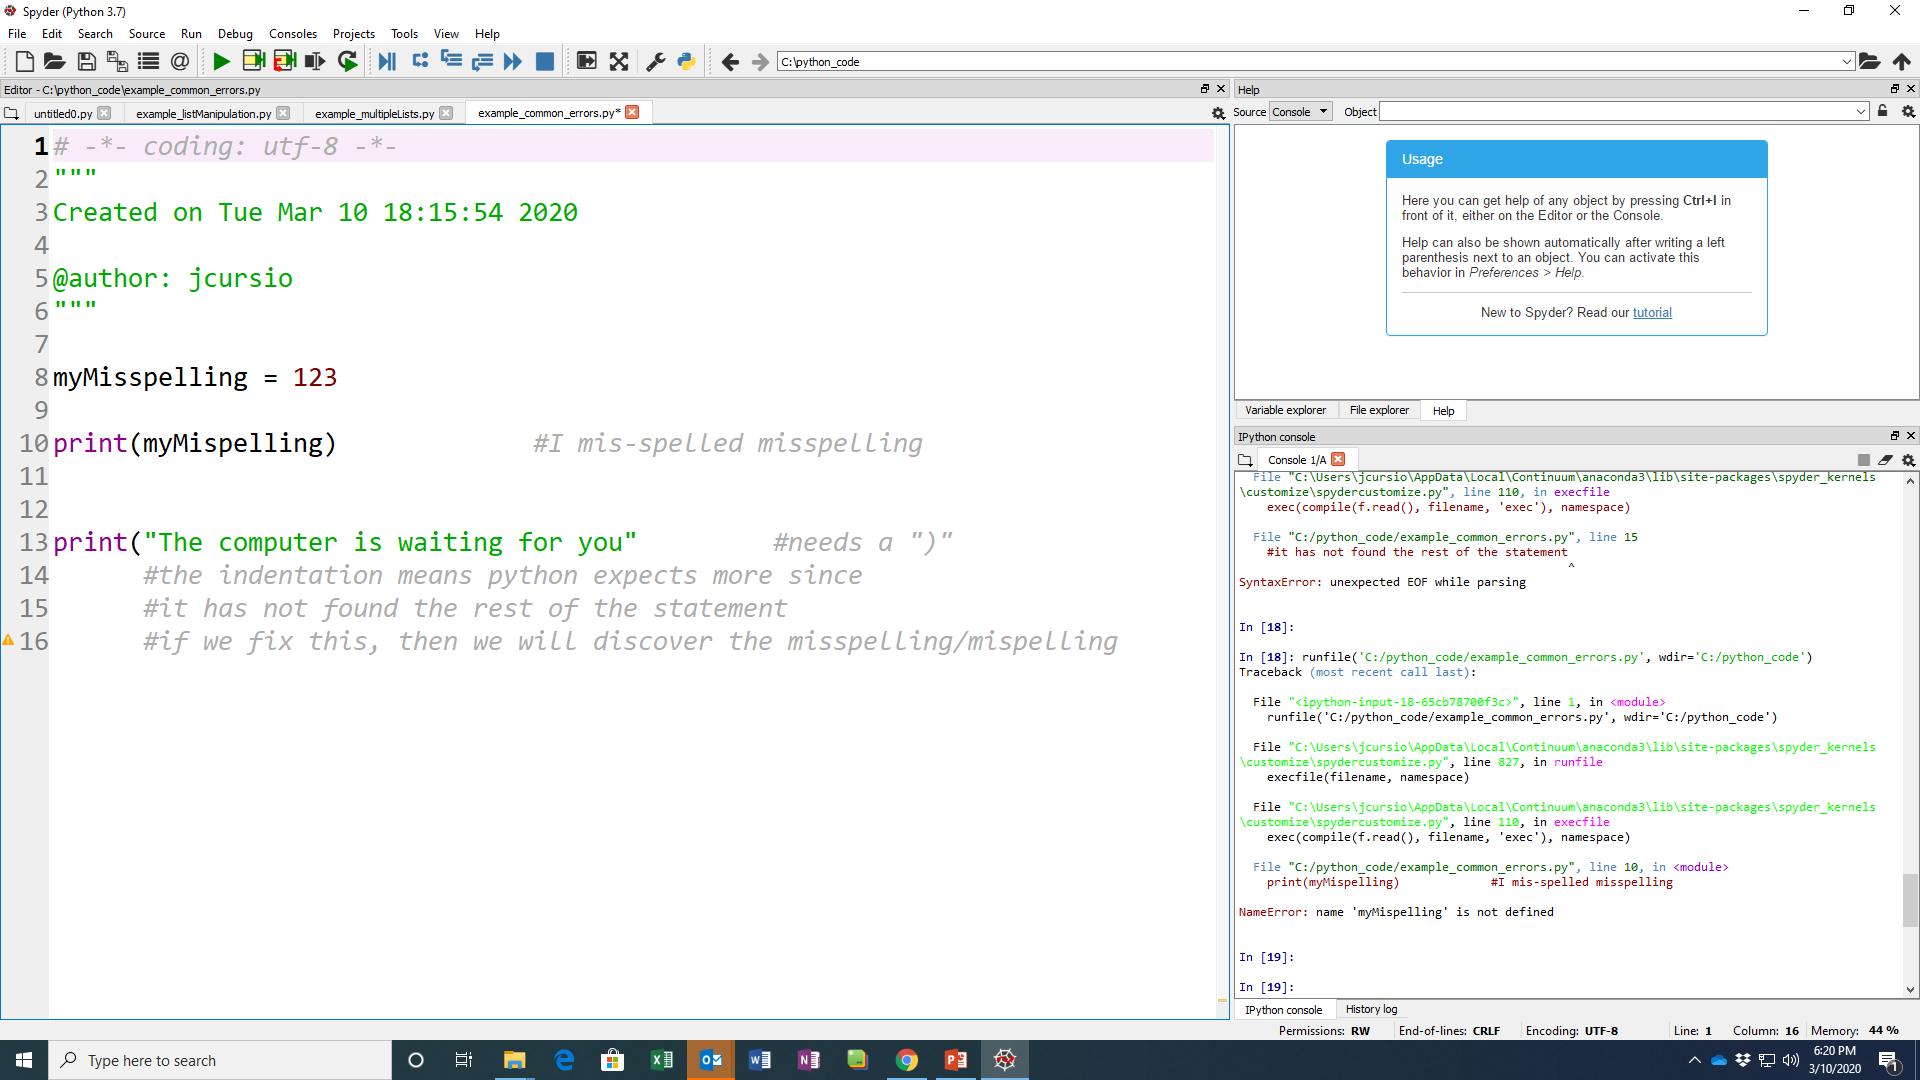 Spyder (Python 3.7)
File Edit Search Source Run Debug Consoles Projects Tools View Help
C:\python_code
Editor - C:\python_code\example_common_errors.py
untitled0.py example_listManipulation.py example_multipleLists.py example_common_errors.py*
1 # -*- coding: utf-8 -*-
2 """
3 Created on Tue Mar 10 18:15:54 2020
4
5 @author: jcursio
6 """
7
8 myMisspelling = 123
9
10 print(myMispelling) #I mis-spelled misspelling
11
12
13 print("The computer is waiting for you" #needs a ")"
14 #the indentation means python expects more since
15 #it has not found the rest of the statement
16 #if we fix this, then we will discover the misspelling/mispelling
Help
Source Console Object
Usage
Here you can get help of any object by pressing Ctrl+I in
front of it, either on the Editor or the Console.
Help can also be shown automatically after writing a left
parenthesis next to an object. You can activate this
behavior in Preferences > Help.
New to Spyder? Read our tutorial
Variable explorer File explorer Help
IPython console
Console 1/A
File "C:\Users\jcursio\AppData\Local\Continuum\anaconda3\lib\site-packages\spyder_kernels
\customize\spydercustomize.py", line 110, in execfile
exec(compile(f.read(), filename, 'exec'), namespace)
File "C:/python_code/example_common_errors.py", line 15
#it has not found the rest of the statement
^
SyntaxError: unexpected EOF while parsing
In [18]:
In [18]: runfile('C:/python_code/example_common_errors.py', wdir='C:/python_code')
Traceback (most recent call last):
File "<ipython-input-18-65cb78700f3c>", line 1, in <module>
runfile('C:/python_code/example_common_errors.py', wdir='C:/python_code')
File "C:\Users\jcursio\AppData\Local\Continuum\anaconda3\lib\site-packages\spyder_kernels
\customize\spydercustomize.py", line 827, in runfile
execfile(filename, namespace)
File "C:\Users\jcursio\AppData\Local\Continuum\anaconda3\lib\site-packages\spyder_kernels
\customize\spydercustomize.py", line 110, in execfile
exec(compile(f.read(), filename, 'exec'), namespace)
File "C:/python_code/example_common_errors.py", line 10, in <module>
print(myMispelling) #I mis-spelled misspelling
NameError: name 'myMispelling' is not defined
In [19]:
In [19]:
IPython console History log
Permissions: RW End-of-lines: CRLF Encoding: UTF-8 Line: 1 Column: 16 Memory: 44 %
Type here to search
6:20 PM
3/10/2020
1